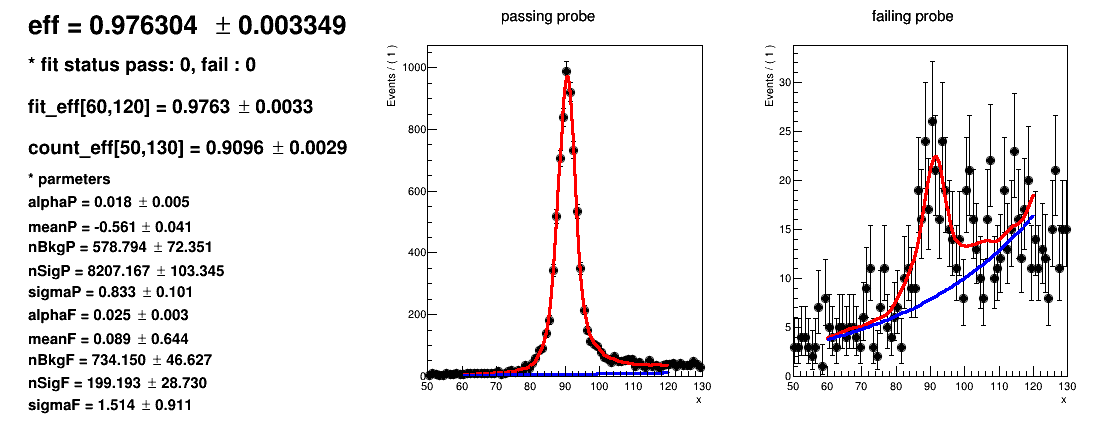 eff = 0.976304 ± 0.003349
* fit status pass: 0, fail : 0
fit_eff[60,120] = 0.9763 ± 0.0033
count_eff[50,130] = 0.9096 ± 0.0029
* parmeters
alphaP = 0.018 ± 0.005
meanP = -0.561 ± 0.041
nBkgP = 578.794 ± 72.351
nSigP = 8207.167 ± 103.345
sigmaP = 0.833 ± 0.101
alphaF = 0.025 ± 0.003
meanF = 0.089 ± 0.644
nBkgF = 734.150 ± 46.627
nSigF = 199.193 ± 28.730
sigmaF = 1.514 ± 0.911
passing probe
Events / ( 1 )
1000
800
600
400
200
0
50 60 70 80 90 100 110 120 130
x
failing probe
Events / ( 1 )
30
25
20
15
10
5
0
50 60 70 80 90 100 110 120 130
x